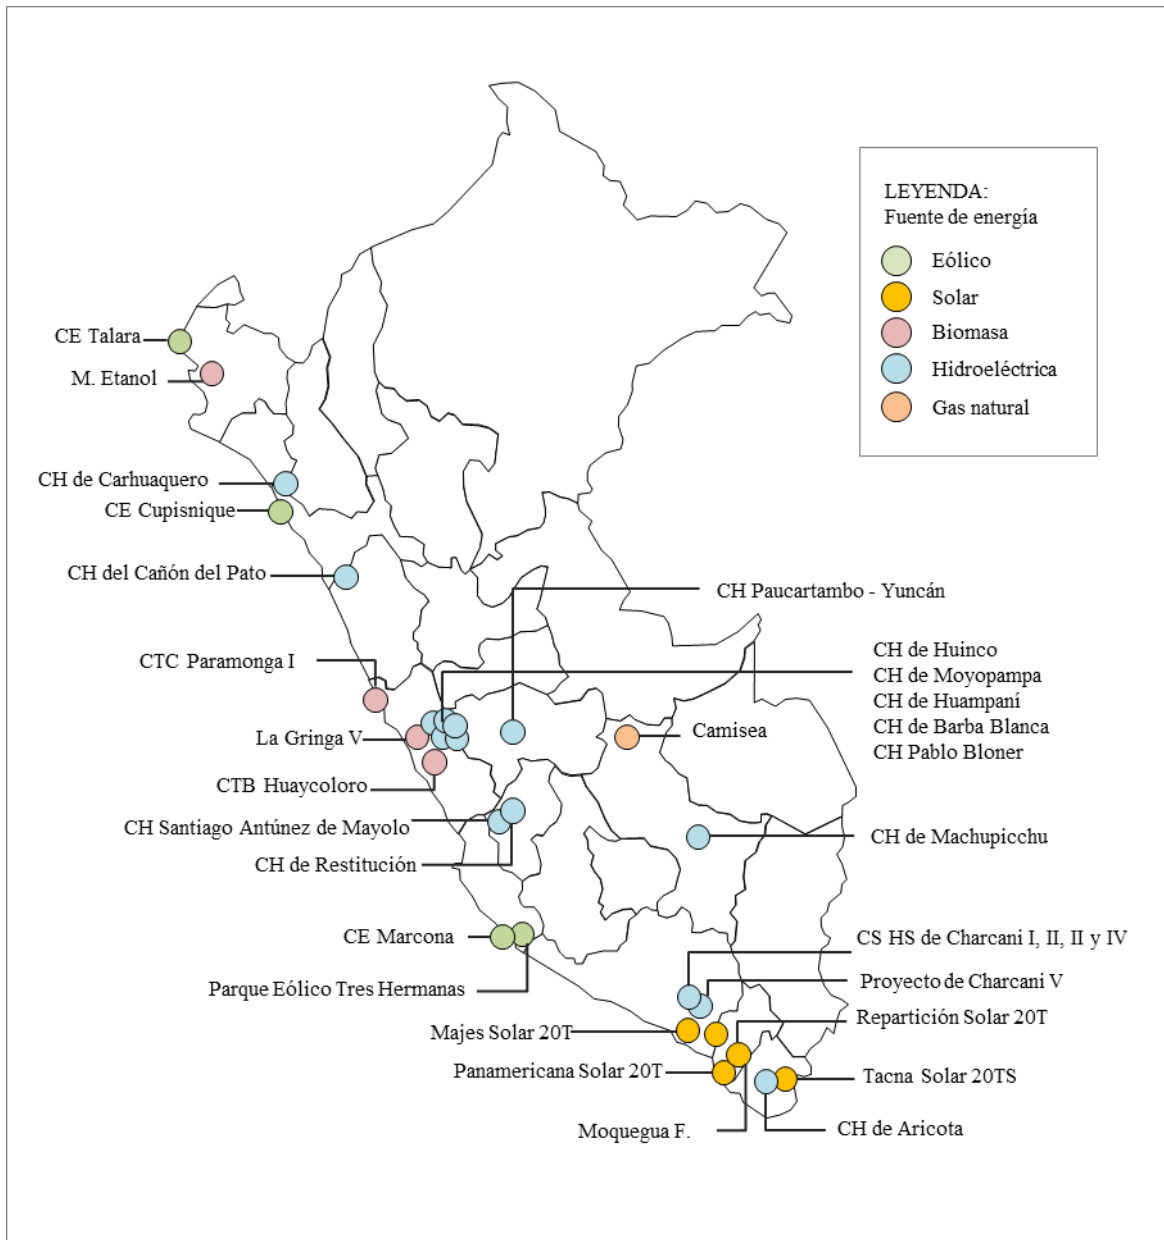 LEYENDA:
Fuente de energía
Eólico
Solar
Biomasa
Hidroeléctrica
Gas natural
CE Talara
M. Etanol
CH de Carhuaquero
CE Cupisnique
CH del Cañón del Pato
CH Paucartambo - Yuncán
CTC Paramonga I
CH de Huinco
CH de Moyopampa
CH de Huampaní
CH de Barba Blanca
CH Pablo Bloner
La Gringa V
Camisea
CTB Huaycoloro
CH Santiago Antúnez de Mayolo
CH de Machupicchu
CH de Restitución
CE Marcona
CS HS de Charcani I, II, II y IV
Parque Eólico Tres Hermanas
Proyecto de Charcani V
Repartición Solar 20T
Majes Solar 20T
Panamericana Solar 20T
Tacna Solar 20TS
Moquegua F.
CH de Aricota